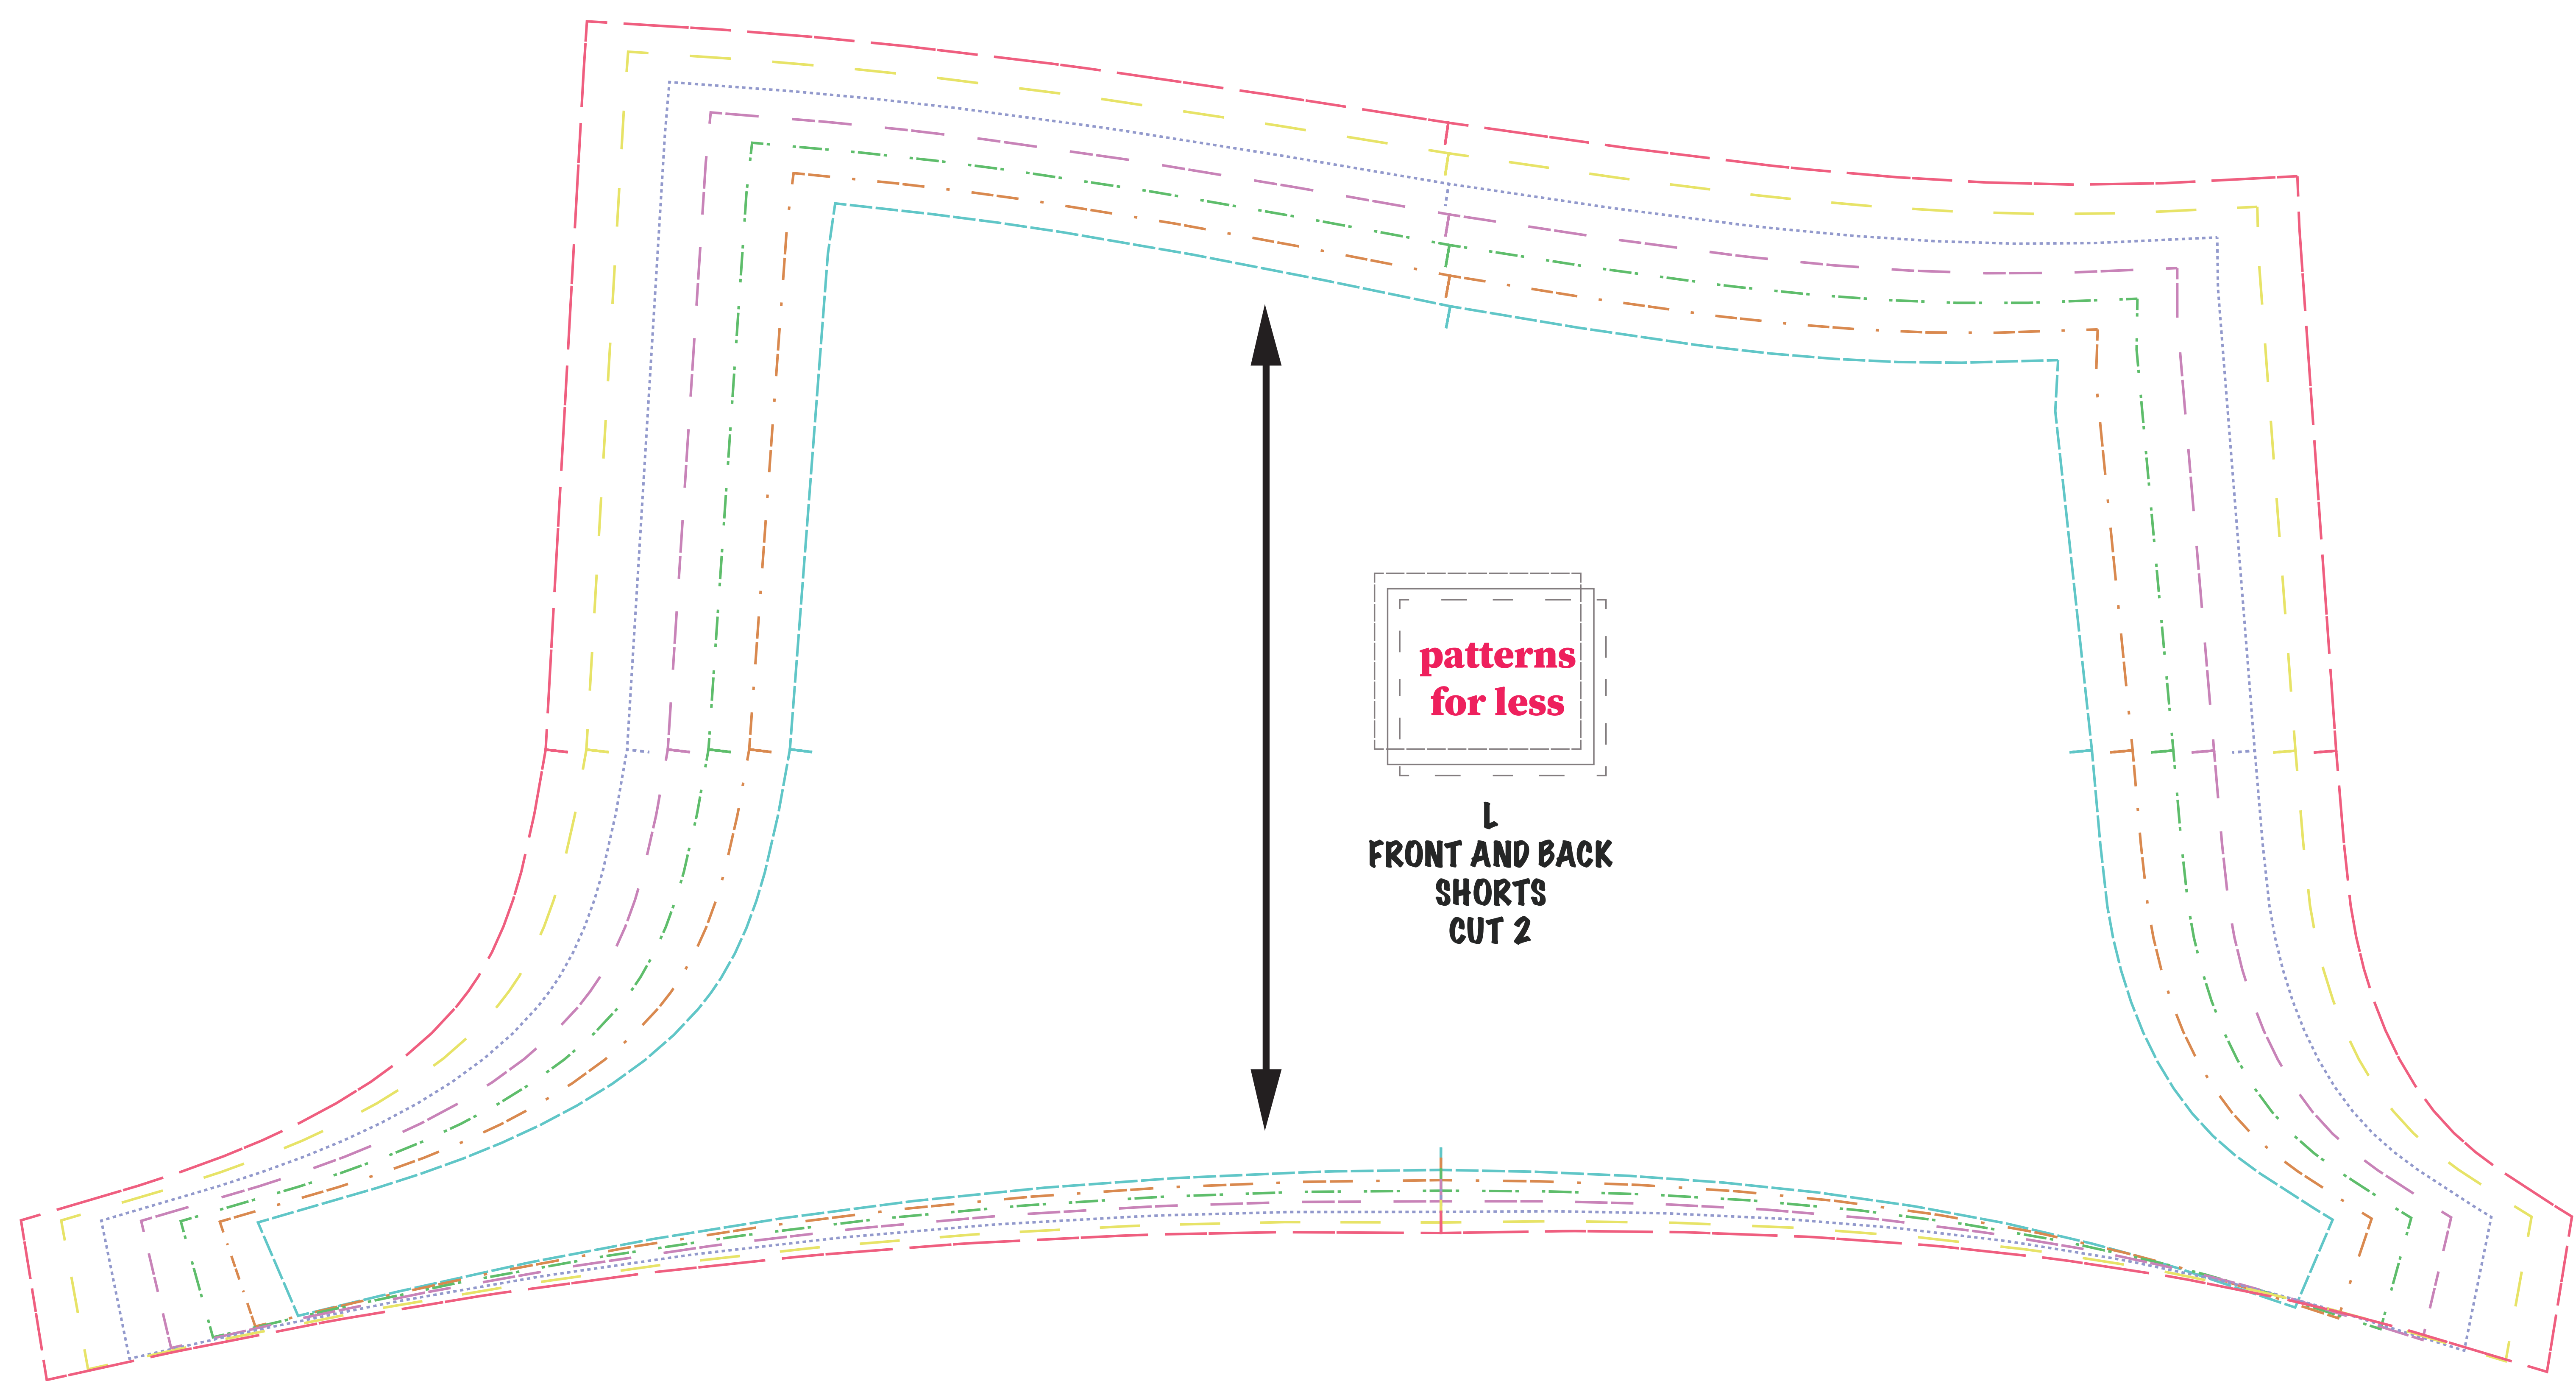 patterns
for less
L
FRONT AND BACK
SHORTS
CUT 2